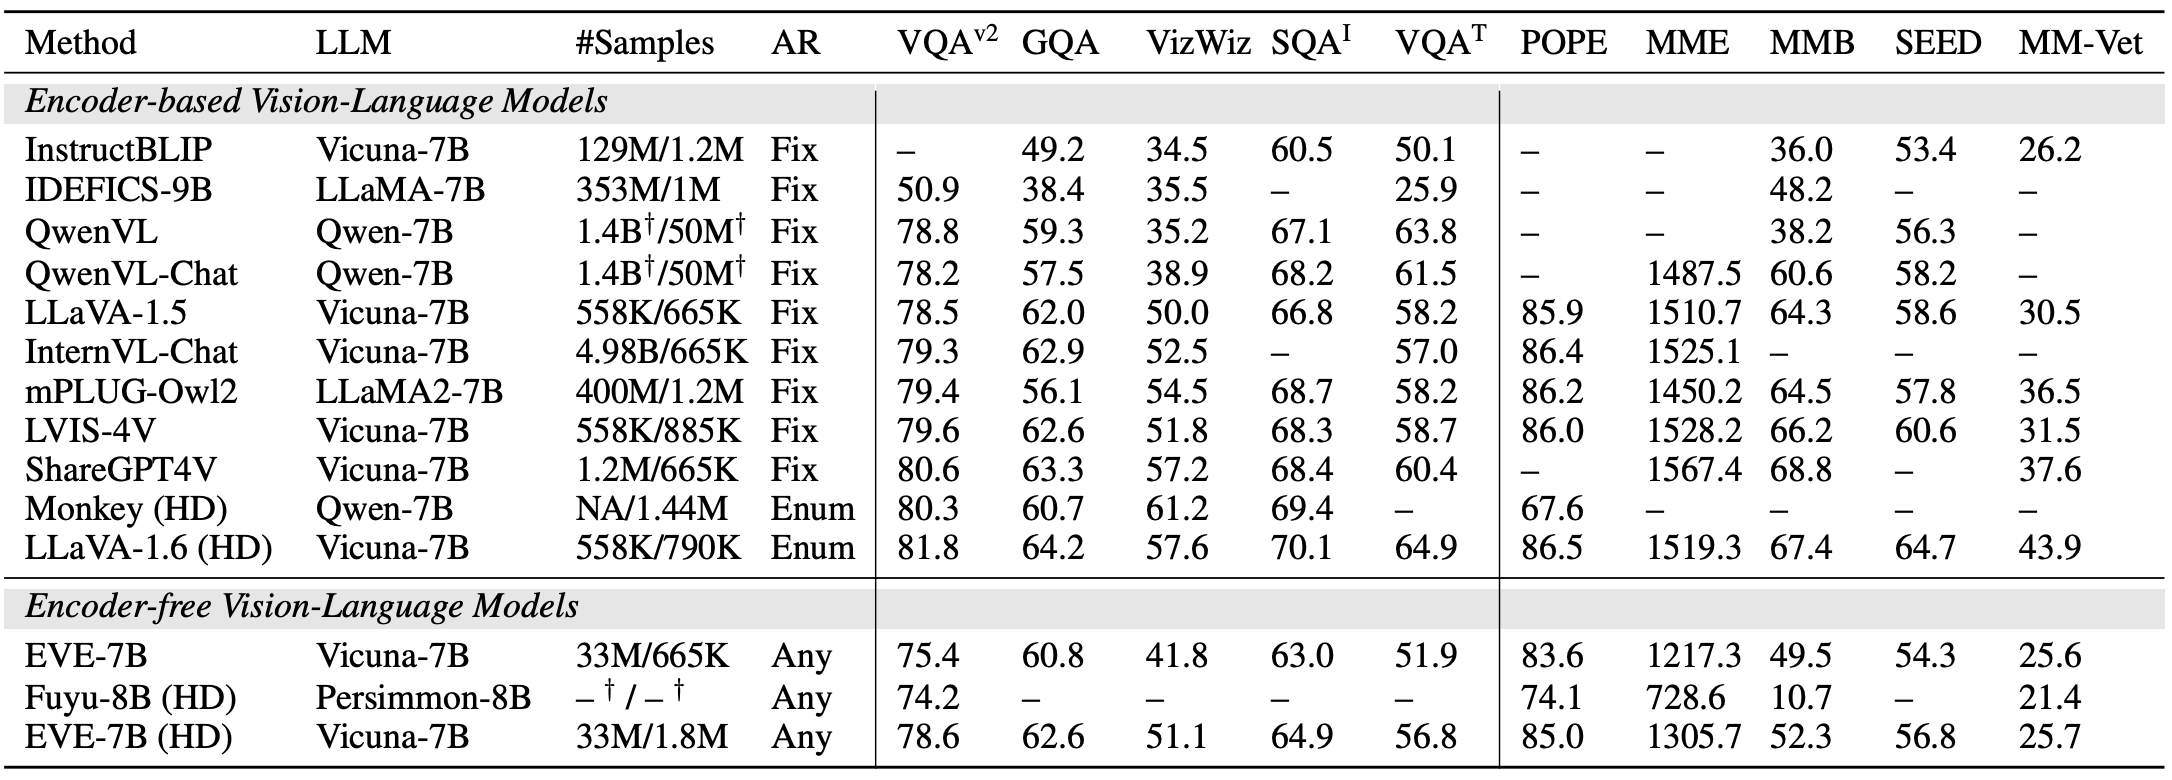 Method LLM #Samples AR VQA^v2 GQA VizWiz SQA^I VQA^T POPE MME MMB SEED MM-Vet
Encoder-based Vision-Language Models
InstructBLIP Vicuna-7B 129M/1.2M Fix – 49.2 34.5 60.5 50.1 – – 36.0 53.4 26.2
IDEFICS-9B LLaMA-7B 353M/1M Fix 50.9 38.4 35.5 – 25.9 – – 48.2 – –
QwenVL Qwen-7B 1.4B†/50M† Fix 78.8 59.3 35.2 67.1 63.8 – – 38.2 56.3 –
QwenVL-Chat Qwen-7B 1.4B†/50M† Fix 78.2 57.5 38.9 68.2 61.5 – 1487.5 60.6 58.2 –
LLaVA-1.5 Vicuna-7B 558K/665K Fix 78.5 62.0 50.0 66.8 58.2 85.9 1510.7 64.3 58.6 30.5
InternVL-Chat Vicuna-7B 4.98B/665K Fix 79.3 62.9 52.5 – 57.0 86.4 1525.1 – – –
mPLUG-Owl2 LLaMA2-7B 400M/1.2M Fix 79.4 56.1 54.5 68.7 58.2 86.2 1450.2 64.5 57.8 36.5
LVIS-4V Vicuna-7B 558K/885K Fix 79.6 62.6 51.8 68.3 58.7 86.0 1528.2 66.2 60.6 31.5
ShareGPT4V Vicuna-7B 1.2M/665K Fix 80.6 63.3 57.2 68.4 60.4 – 1567.4 68.8 – 37.6
Monkey (HD) Qwen-7B NA/1.44M Enum 80.3 60.7 61.2 69.4 – 67.6 – – – –
LLaVA-1.6 (HD) Vicuna-7B 558K/790K Enum 81.8 64.2 57.6 70.1 64.9 86.5 1519.3 67.4 64.7 43.9
Encoder-free Vision-Language Models
EVE-7B Vicuna-7B 33M/665K Any 75.4 60.8 41.8 63.0 51.9 83.6 1217.3 49.5 54.3 25.6
Fuyu-8B (HD) Persimmon-8B – † / – † Any 74.2 – – – – 74.1 728.6 10.7 – 21.4
EVE-7B (HD) Vicuna-7B 33M/1.8M Any 78.6 62.6 51.1 64.9 56.8 85.0 1305.7 52.3 56.8 25.7